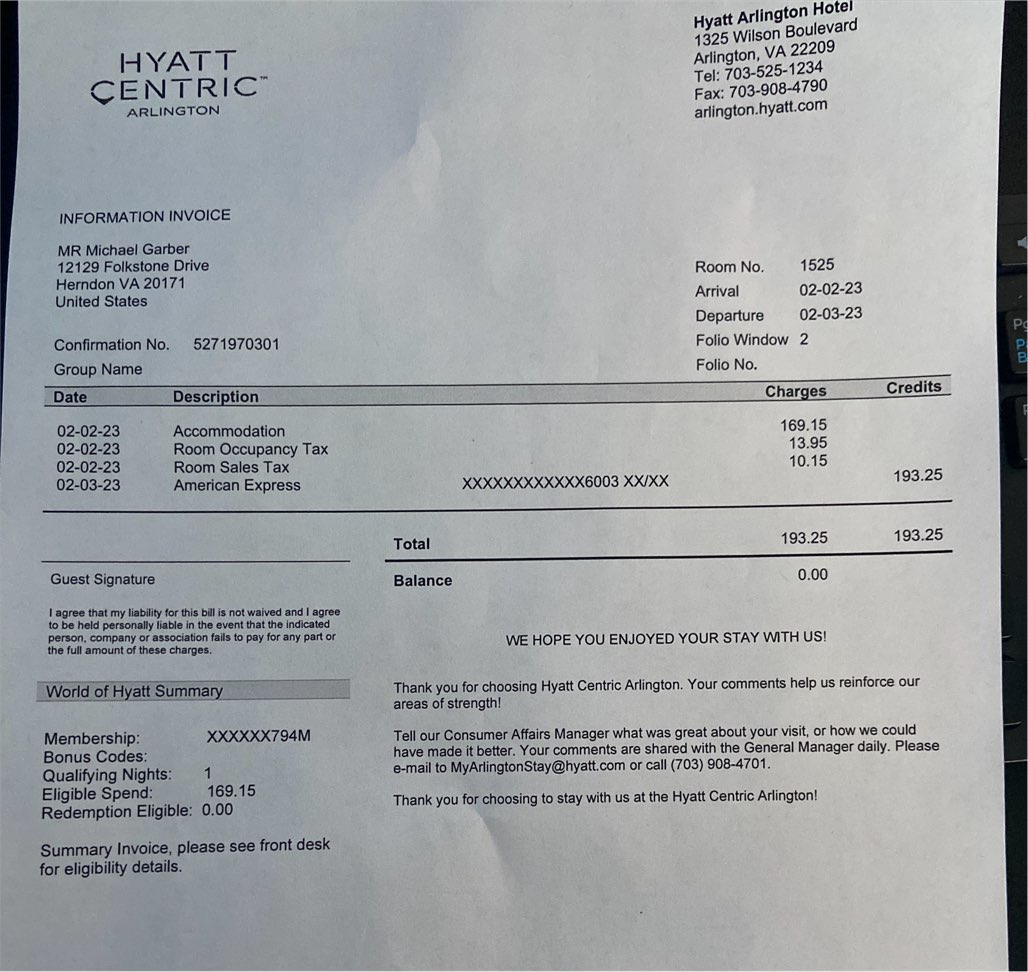 HYATT
CENTRIC™
ARLINGTON
Hyatt Arlington Hotel
1325 Wilson Boulevard
Arlington, VA 22209
Tel: 703-525-1234
Fax: 703-908-4790
arlington.hyatt.com
INFORMATION INVOICE
MR Michael Garber
12129 Folkstone Drive
Herndon VA 20171
United States
Room No. 1525
Arrival 02-02-23
Departure 02-03-23
Folio Window 2
Folio No.
Confirmation No. 5271970301
Group Name
Date Description Charges Credits
02-02-23 Accommodation 169.15
02-02-23 Room Occupancy Tax 13.95
02-02-23 Room Sales Tax 10.15
02-03-23 American Express XXXXXXXXXXXX6003 XX/XX 193.25
Total 193.25 193.25
Balance 0.00
Guest Signature
I agree that my liability for this bill is not waived and I agree
to be held personally liable in the event that the indicated
person, company or association fails to pay for any part or
the full amount of these charges.
WE HOPE YOU ENJOYED YOUR STAY WITH US!
World of Hyatt Summary
Membership: XXXXXX794M
Bonus Codes:
Qualifying Nights: 1
Eligible Spend: 169.15
Redemption Eligible: 0.00
Summary Invoice, please see front desk
for eligibility details.
Thank you for choosing Hyatt Centric Arlington. Your comments help us reinforce our
areas of strength!
Tell our Consumer Affairs Manager what was great about your visit, or how we could
have made it better. Your comments are shared with the General Manager daily. Please
e-mail to MyArlingtonStay@hyatt.com or call (703) 908-4701.
Thank you for choosing to stay with us at the Hyatt Centric Arlington!